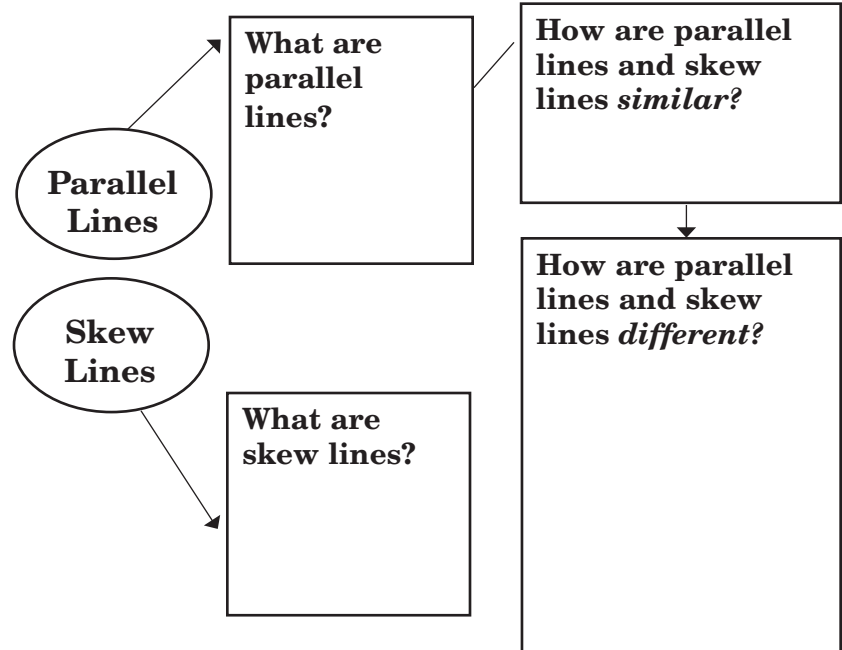 Parallel
Lines
What are
parallel
lines?
Skew
Lines
What are
skew lines?
How are parallel
lines and skew
lines similar?
How are parallel
lines and skew
lines different?